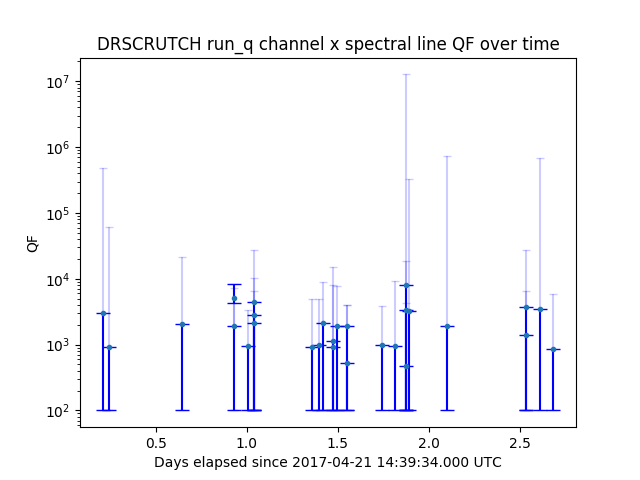 DRSCRUTCH run_q channel x spectral line QF over time
QF
10⁷
10⁶
10⁵
10⁴
10³
10²
0.5 1.0 1.5 2.0 2.5
Days elapsed since 2017-04-21 14:39:34.000 UTC